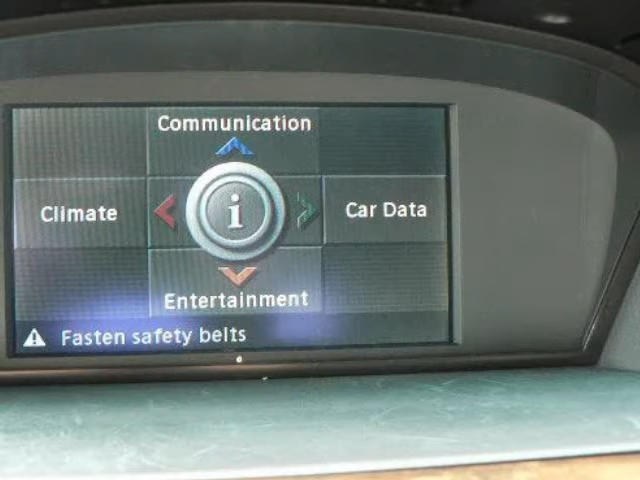 Communication
Climate
i
Car Data
Entertainment
Fasten safety belts